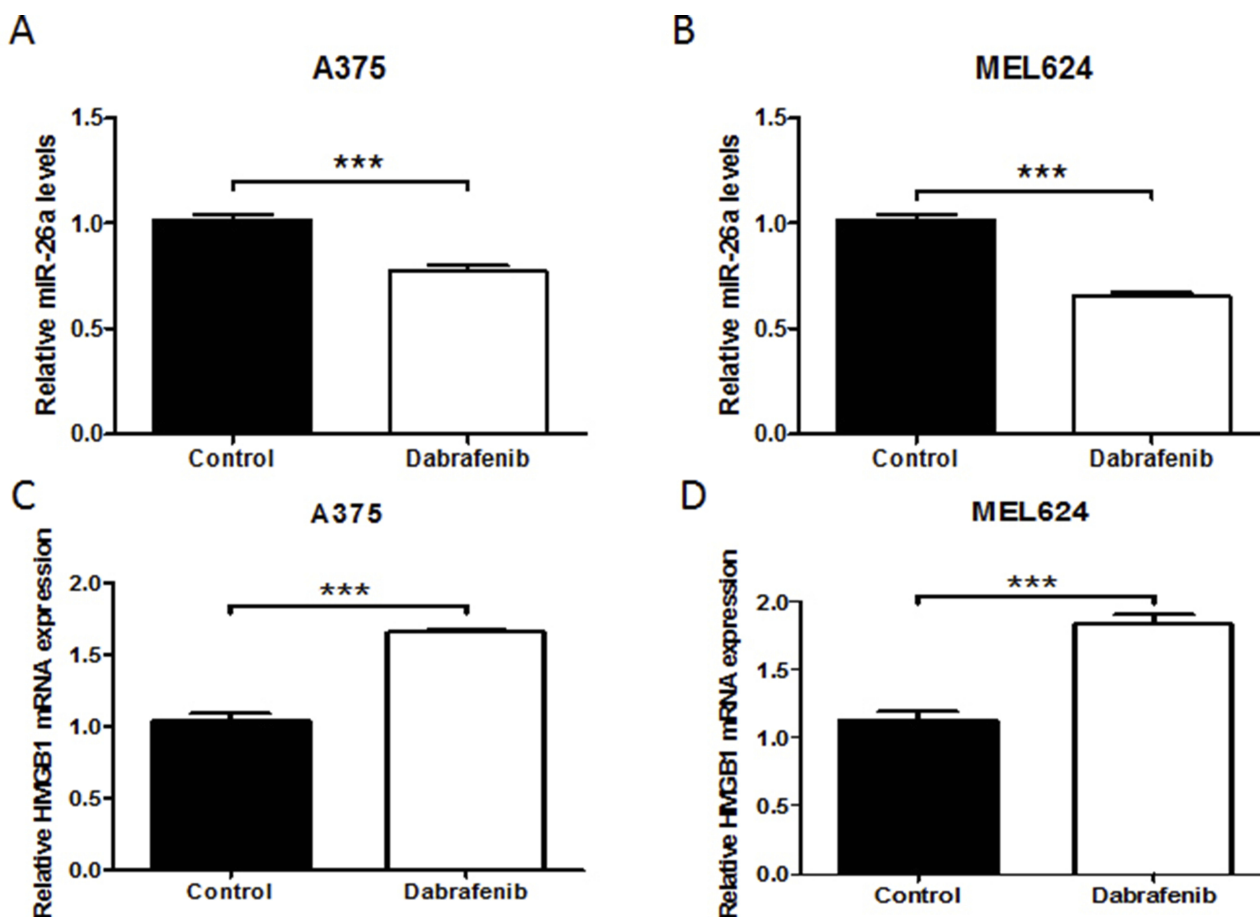 A
A375
Relative miR-26a levels
1.5
1.0
0.5
0.0
***
Control
Dabrafenib
B
MEL624
Relative miR-26a levels
1.5
1.0
0.5
0.0
***
Control
Dabrafenib
C
A375
Relative HMGB1 mRNA expression
2.0
1.5
1.0
0.5
0.0
***
Control
Dabrafenib
D
MEL624
Relative HMGB1 mRNA expression
2.0
1.5
1.0
0.5
0.0
***
Control
Dabrafenib